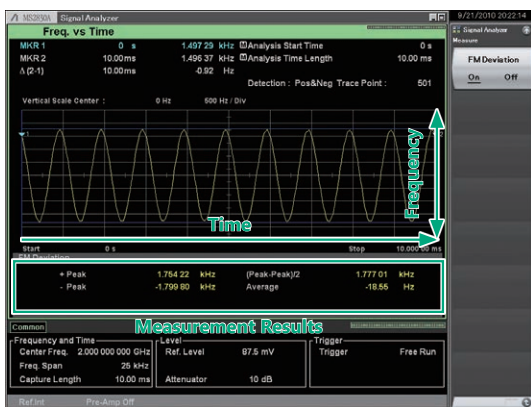 MS2830A Signal Analyzer
9/21/2010 20:22:14
Freq. vs Time
MKR 1 0 s 1.497 29 kHz M Analysis Start Time 0 s
MKR 2 10.00ms 1.496 37 kHz M Analysis Time Length 10.00 ms
Δ (2-1) 10.00ms -0.92 Hz
Detection : Pos&Neg Trace Point : 501
Vertical Scale Center : 0 Hz 500 Hz / Div
1
2
Frequency
Time
Start 0 s Stop 10.000 00 ms
FM Deviation
+ Peak 1.754 22 kHz (Peak-Peak)/2 1.777 01 kHz
- Peak -1.799 80 kHz Average -18.55 Hz
Measurement Results
Common
Frequency and Time
Center Freq. 2.000 000 000 GHz
Freq. Span 25 kHz
Capture Length 10.00 ms
Level
Ref. Level 87.5 mV
Attenuator 10 dB
Trigger
Trigger Free Run
Ref.Int Pre-Amp Off
Signal Analyzer
Measure
FM Deviation
On Off